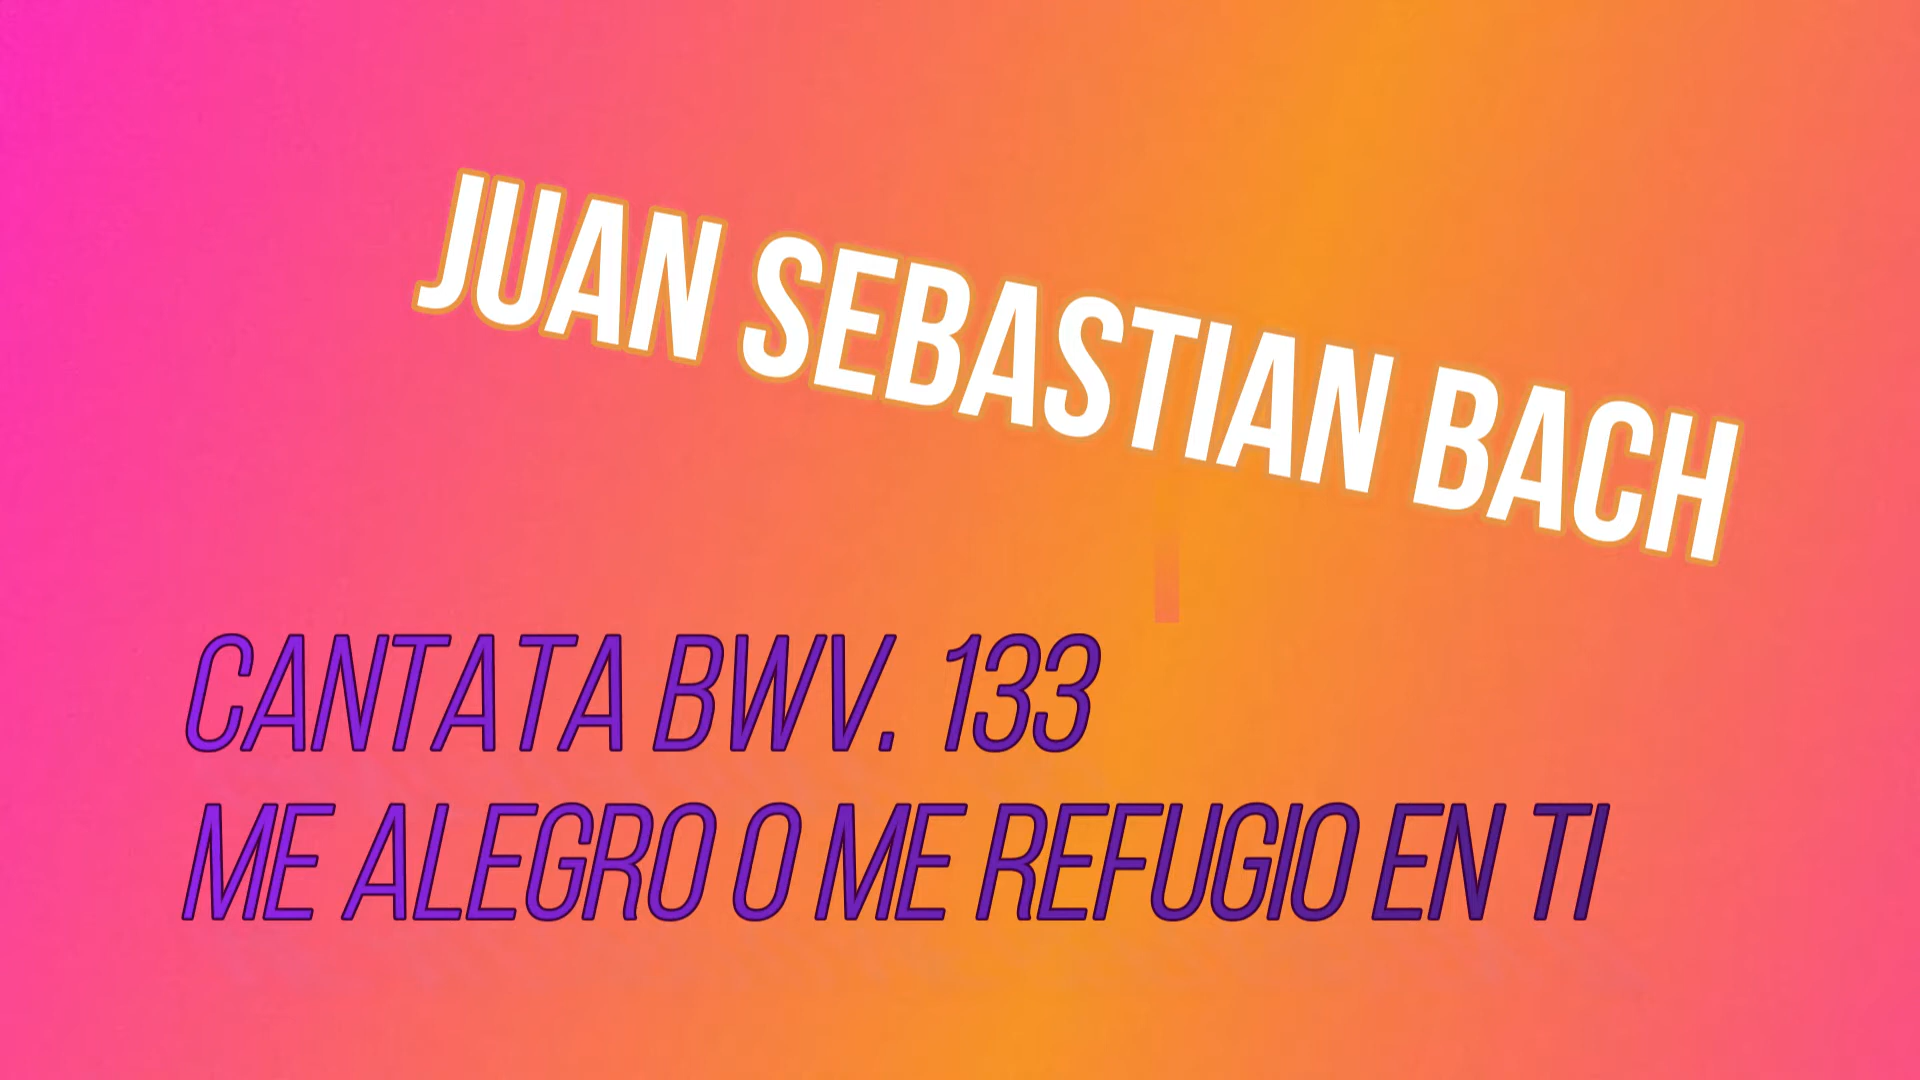 JUAN SEBASTIAN BACH
CANTATA BWV. 133
ME ALEGRO O ME REFUGIO EN TI